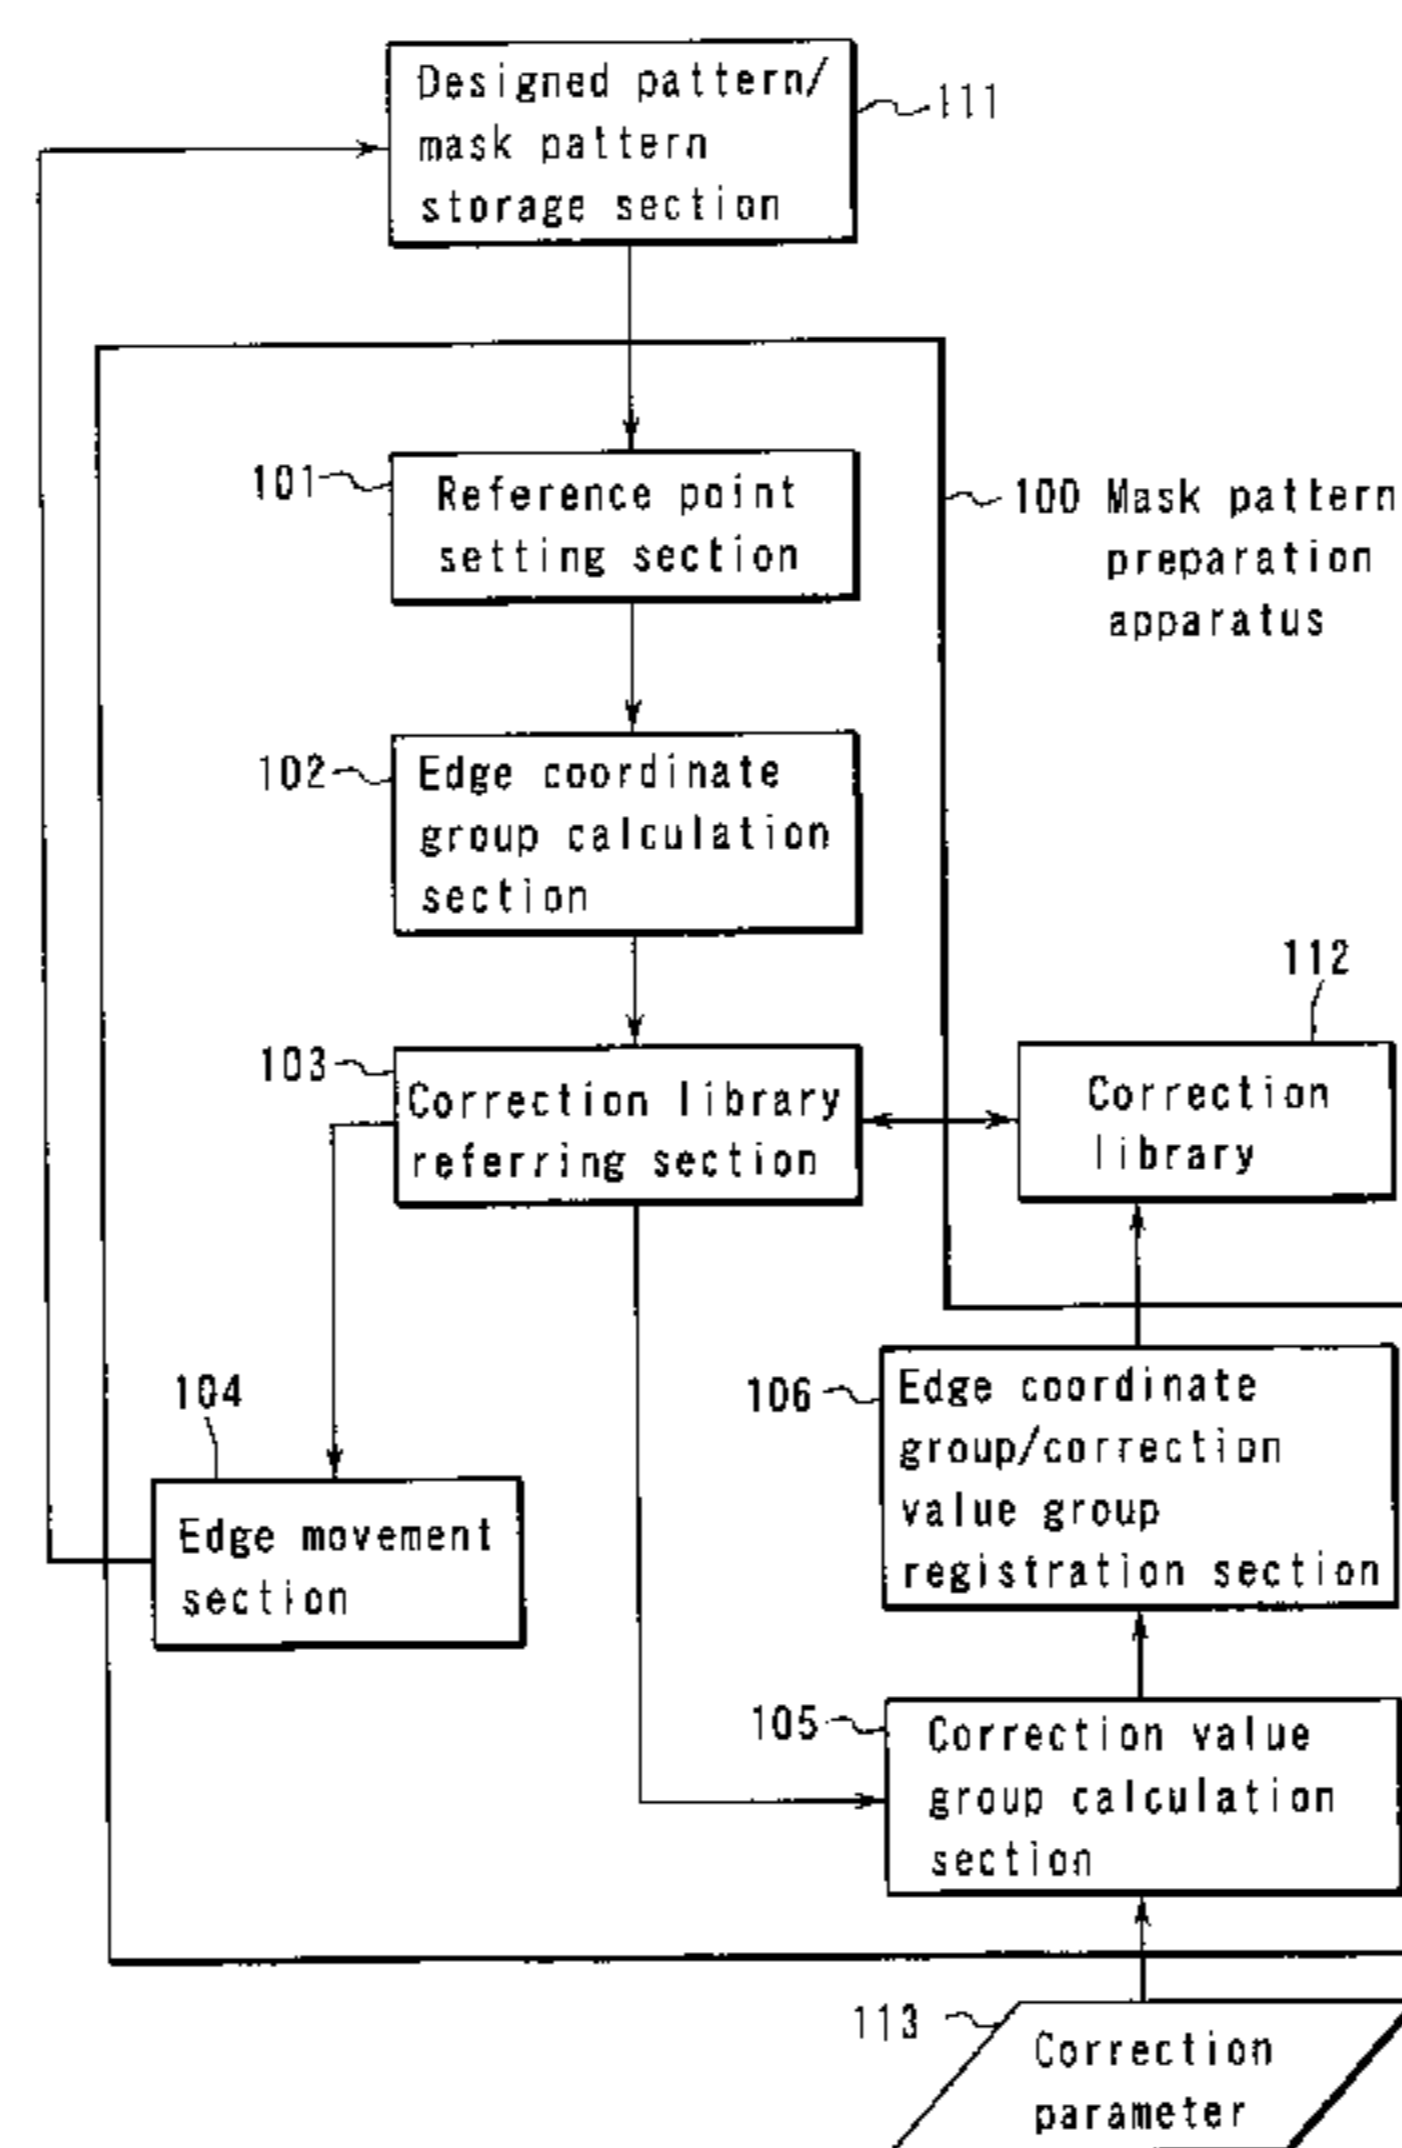 Designed pattern/
mask pattern
storage section
111
101
Reference point
setting section
100 Mask pattern
preparation
apparatus
102
Edge coordinate
group calculation
section
112
103
Correction library
referring section
Correction
library
104
Edge movement
section
106
Edge coordinate
group/correction
value group
registration section
105
Correction value
group calculation
section
113
Correction
parameter